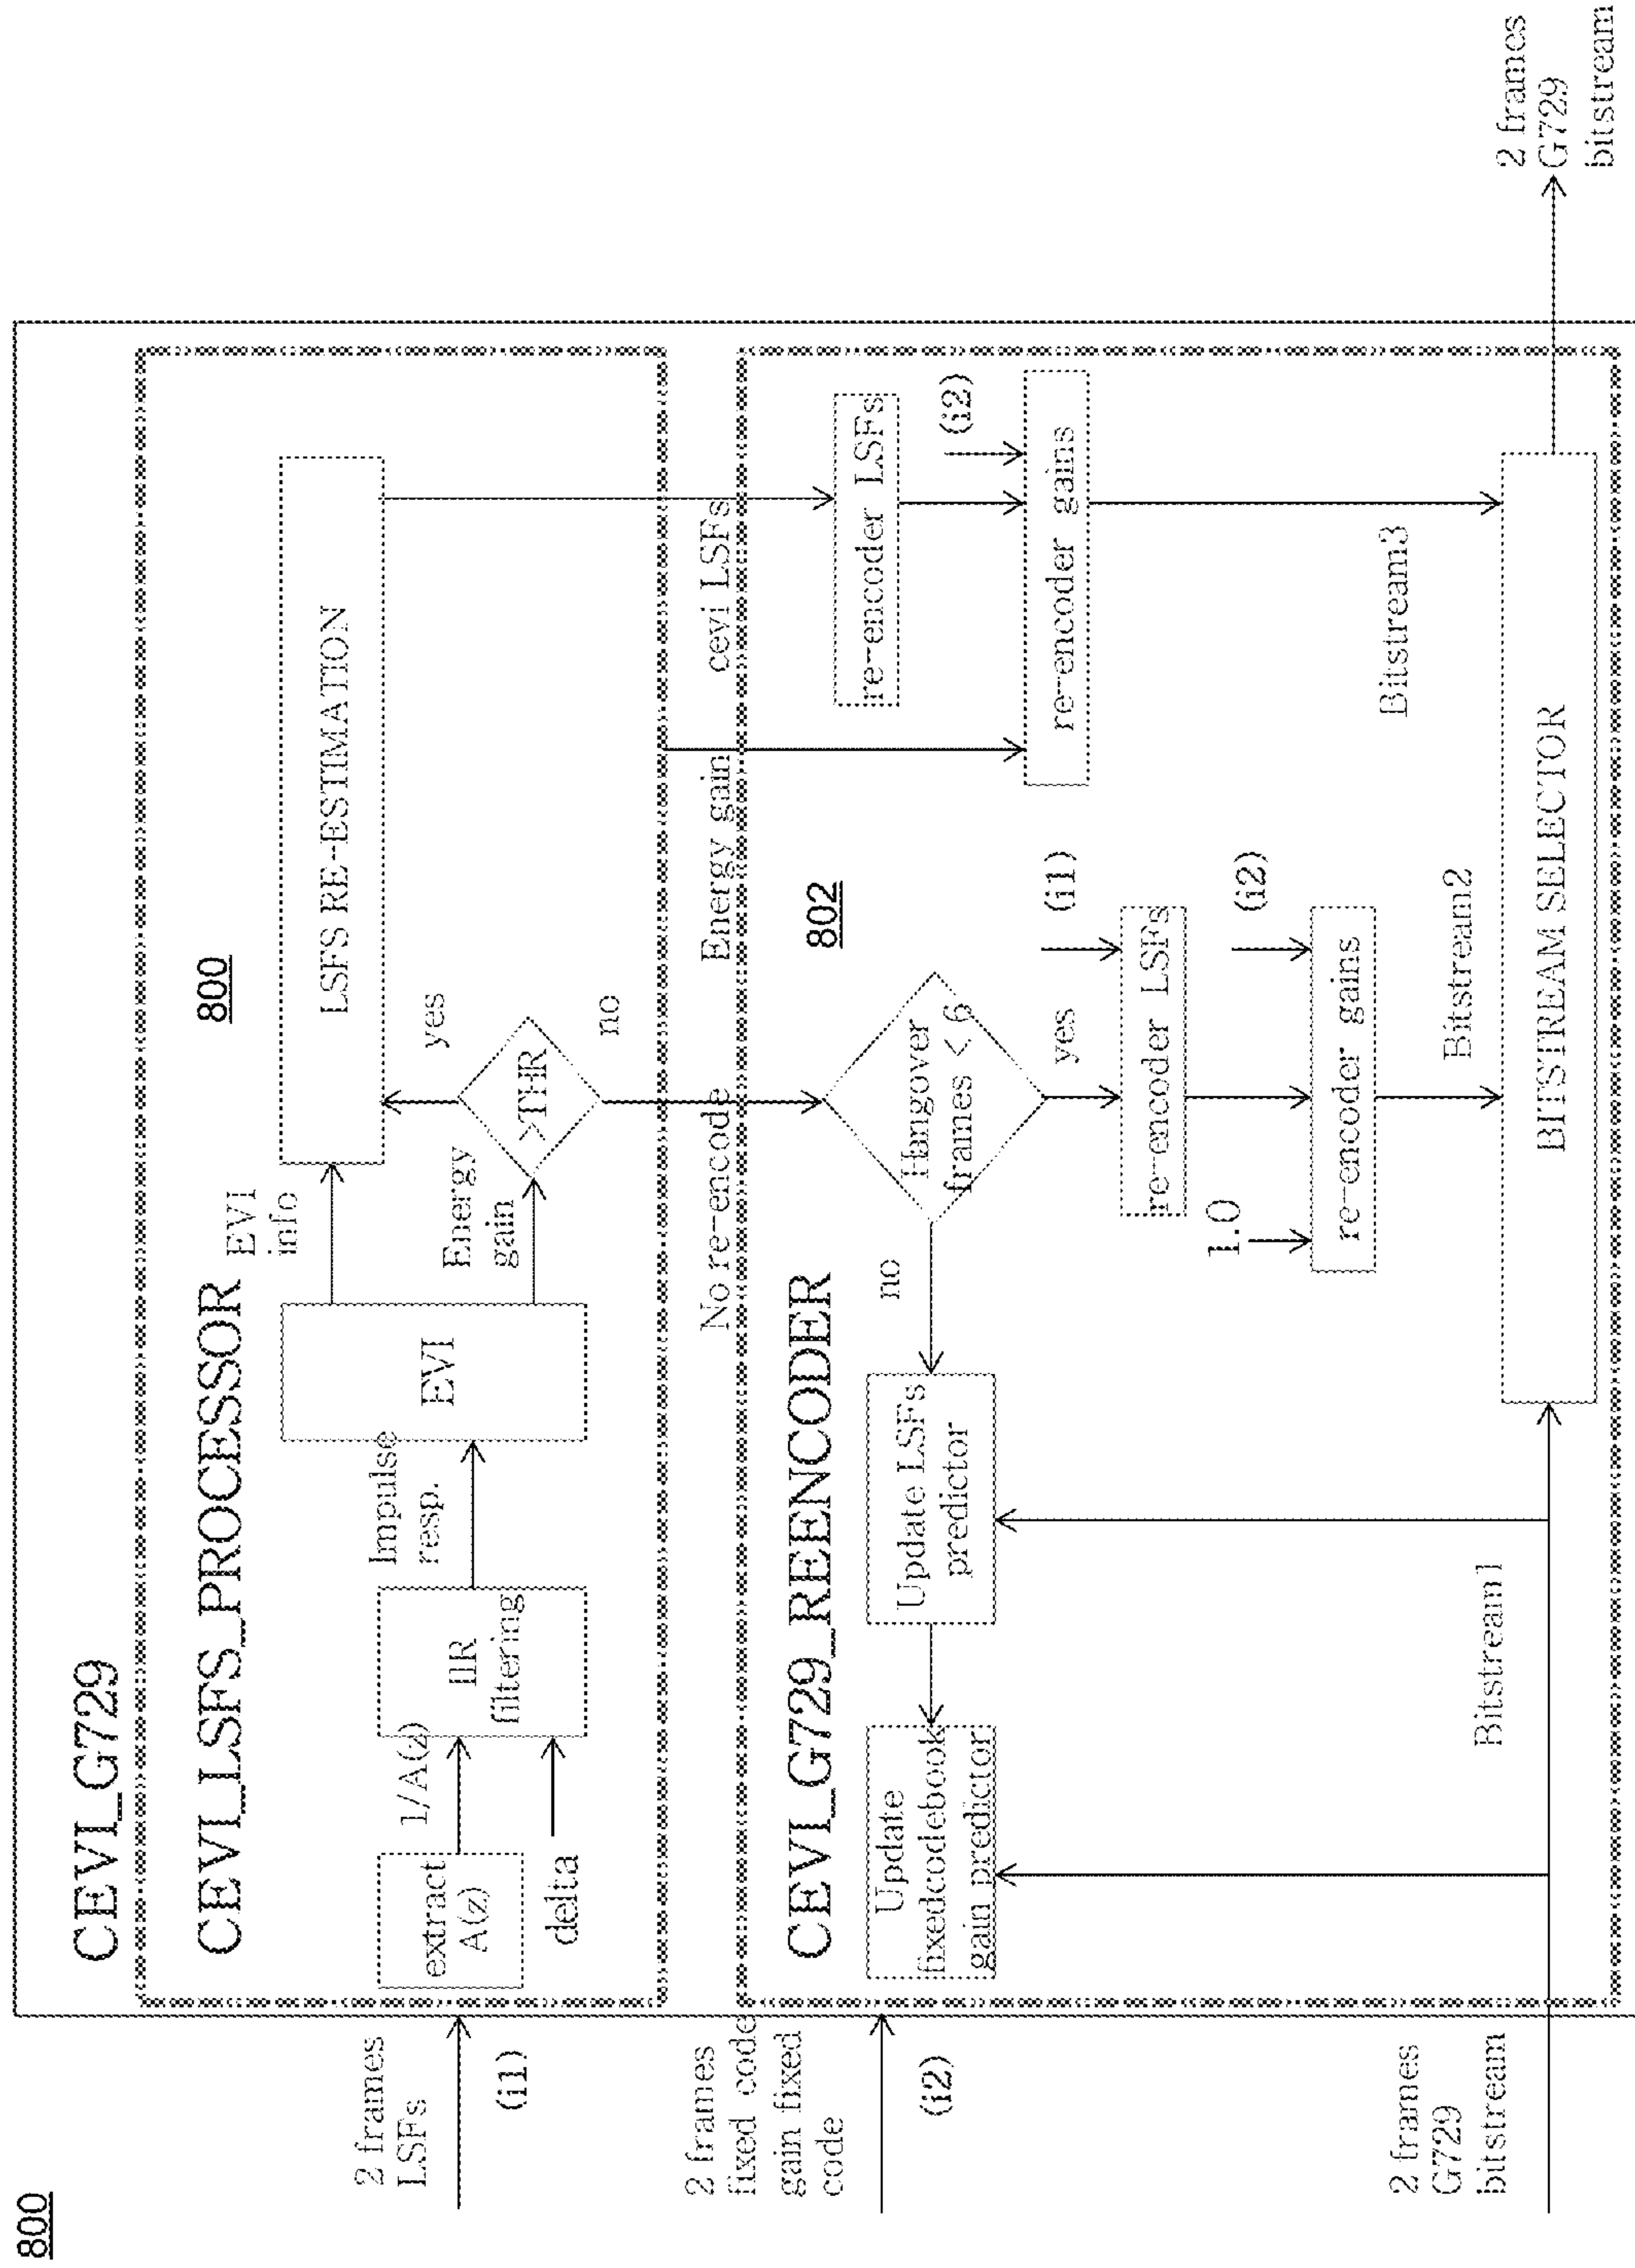 800
CEVI_G729
CEVI_LSFS_PROCESSOR
800
2 frames
LSFs
(i1)
extract
A(z)
1/A(z)
delta
IIR
filtering
Impulse
resp.
EVI
EVI
info
Energy
gain
>THR
yes
no
LSFS RE-ESTIMATION
No re-encode
Energy gain
cevi LSFs
CEVI_G729_REENCODER
802
2 frames
fixed code
gain fixed
code
(i2)
Update
fixedcodebook
gain predictor
Update LSFs
predictor
no
Hangover
frames < 6
yes
(i1)
re-encoder LSFs
1.0
(i2)
re-encoder gains
Bitstream2
re-encoder LSFs
(i2)
re-encoder gains
Bitstream3
Bitstream1
BITSTREAM SELECTOR
2 frames
G729
bitstream
2 frames
G729
bitstream